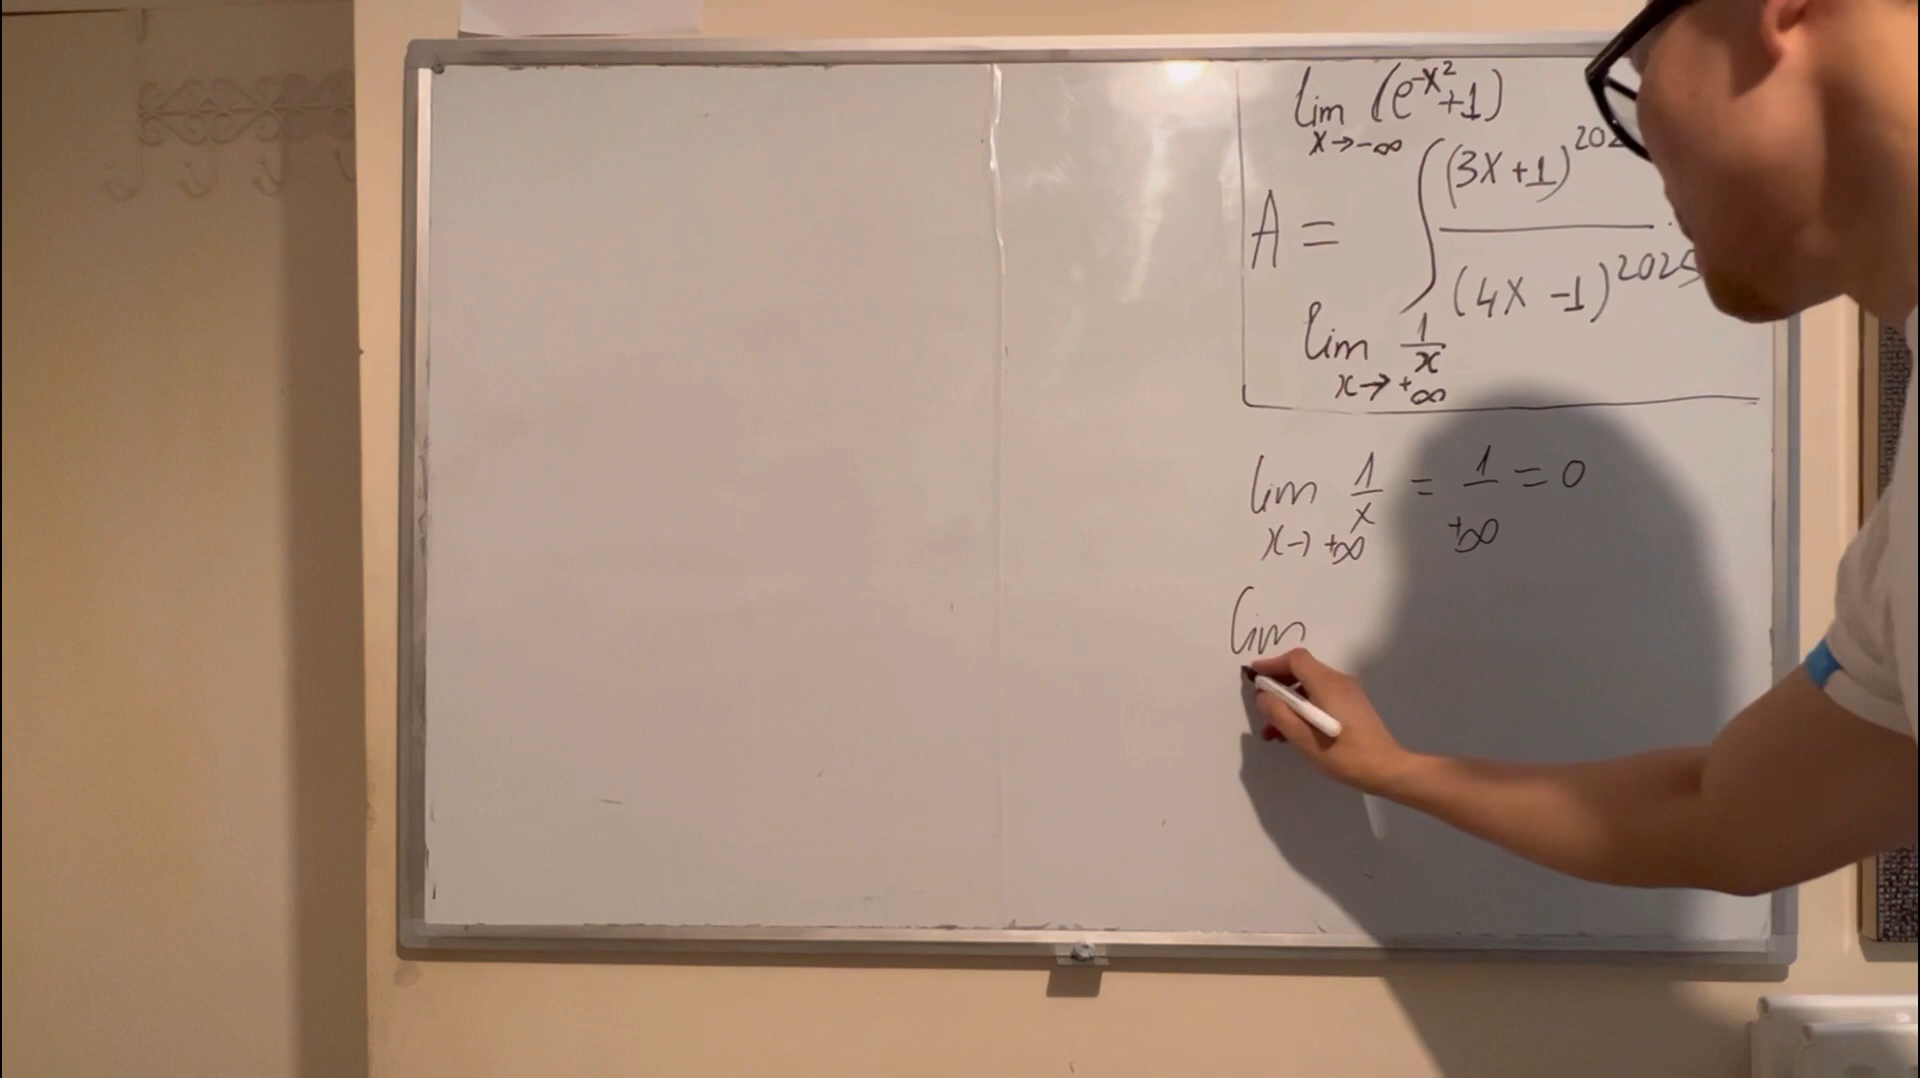 lim (e^-x²+1)
x→-∞
A = ∫ (3x+1)^202
(4x-1)^2025
lim 1/x
x→+∞
lim 1/x = 1/+∞ = 0
x→+∞
lim